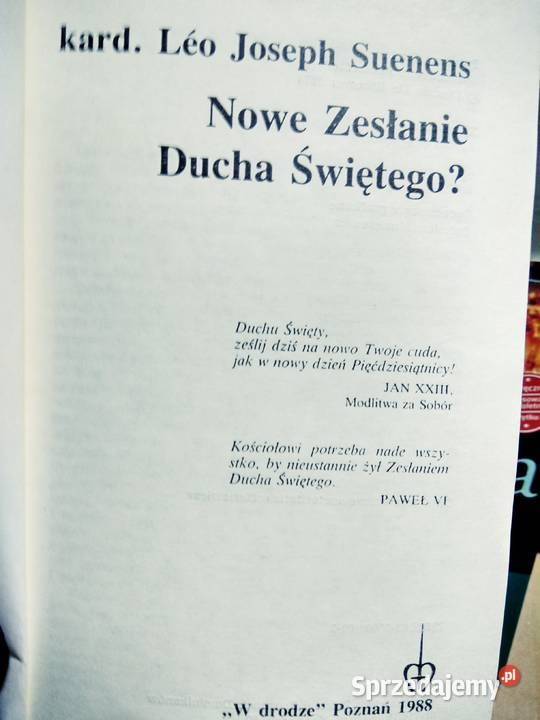 kard. Léo Joseph Suenens
Nowe Zesłanie
Ducha Świętego?
Duchu Święty,
ześlij dziś na nowo Twoje cuda,
jak w nowy dzień Pięćdziesiątnicy!
JAN XXIII,
Modlitwa za Sobór
Kościołowi potrzeba nade wszy-
stko, by nieustannie żył Zesłaniem
Ducha Świętego.
PAWEŁ VI
„W drodze” Poznań 1988
Sprzedajemy.pl
a